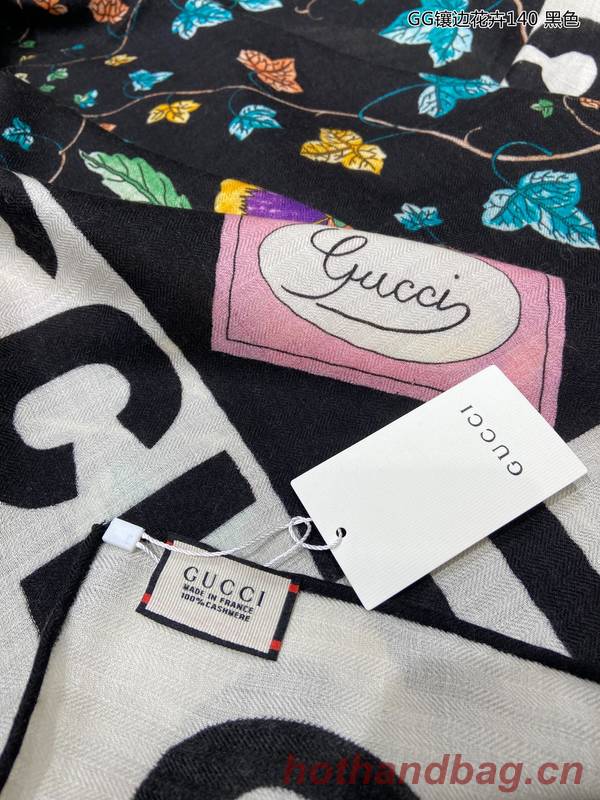 GG镶边花卉140 黑色
Gucci
GUCCI
GUCCI
MADE IN FRANCE
100% CASHMERE
hothandbag.cn